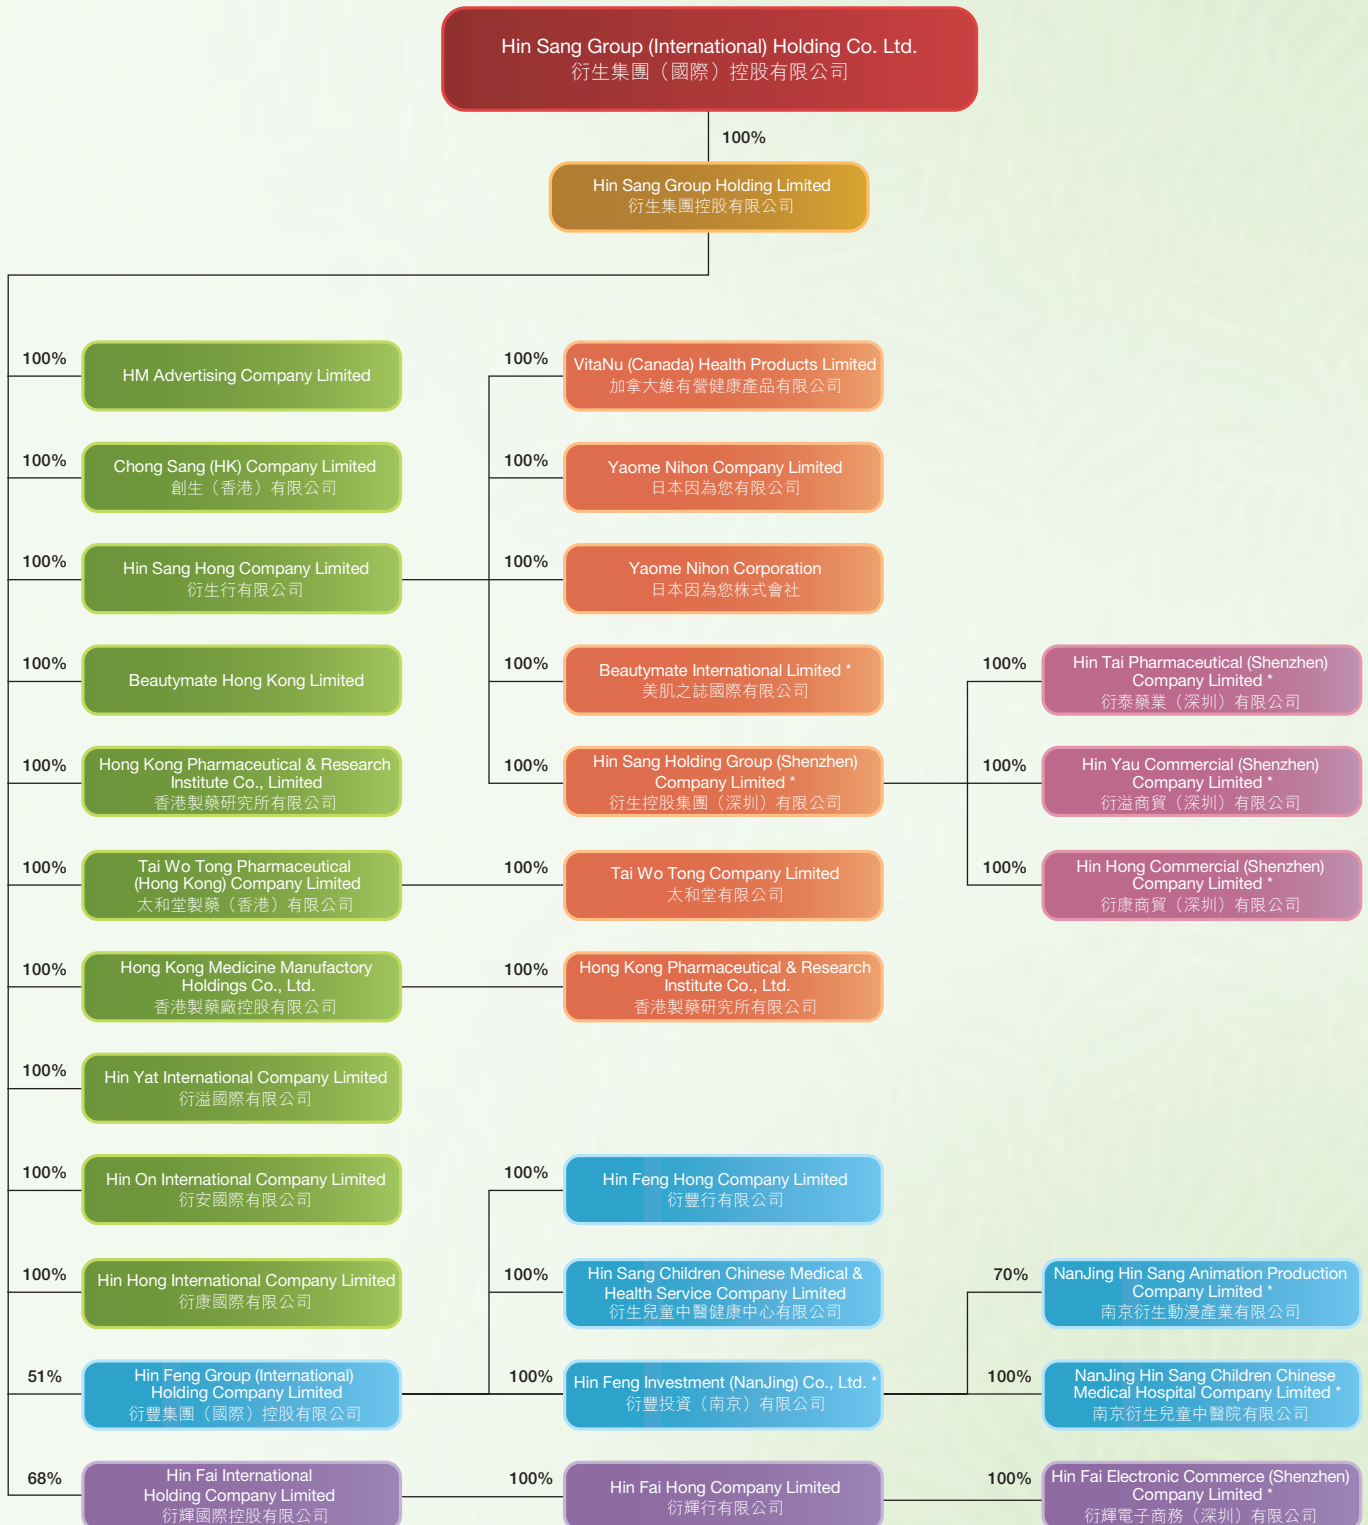 Hin Sang Group (International) Holding Co. Ltd.
衍生集團（國際）控股有限公司
100%
Hin Sang Group Holding Limited
衍生集團控股有限公司
100%
HM Advertising Company Limited
100%
VitaNu (Canada) Health Products Limited
加拿大維有營健康產品有限公司
100%
Chong Sang (HK) Company Limited
創生（香港）有限公司
100%
Yaome Nihon Company Limited
日本因為您有限公司
100%
Hin Sang Hong Company Limited
衍生行有限公司
100%
Yaome Nihon Corporation
日本因為您株式會社
100%
Beautymate Hong Kong Limited
100%
Beautymate International Limited *
美肌之誌國際有限公司
100%
Hin Tai Pharmaceutical (Shenzhen)
Company Limited *
衍泰藥業（深圳）有限公司
100%
Hong Kong Pharmaceutical & Research
Institute Co., Limited
香港製藥研究所有限公司
100%
Hin Sang Holding Group (Shenzhen)
Company Limited *
衍生控股集團（深圳）有限公司
100%
Hin Yau Commercial (Shenzhen)
Company Limited *
衍溢商貿（深圳）有限公司
100%
Tai Wo Tong Pharmaceutical
(Hong Kong) Company Limited
太和堂製藥（香港）有限公司
100%
Tai Wo Tong Company Limited
太和堂有限公司
100%
Hin Hong Commercial (Shenzhen)
Company Limited *
衍康商貿（深圳）有限公司
100%
Hong Kong Medicine Manufactory
Holdings Co., Ltd.
香港製藥廠控股有限公司
100%
Hong Kong Pharmaceutical & Research
Institute Co., Ltd.
香港製藥研究所有限公司
100%
Hin Yat International Company Limited
衍溢國際有限公司
100%
Hin On International Company Limited
衍安國際有限公司
100%
Hin Feng Hong Company Limited
衍豐行有限公司
100%
Hin Hong International Company Limited
衍康國際有限公司
100%
Hin Sang Children Chinese Medical &
Health Service Company Limited
衍生兒童中醫健康中心有限公司
70%
NanJing Hin Sang Animation Production
Company Limited *
南京衍生動漫產業有限公司
51%
Hin Feng Group (International)
Holding Company Limited
衍豐集團（國際）控股有限公司
100%
Hin Feng Investment (NanJing) Co., Ltd. *
衍豐投資（南京）有限公司
100%
NanJing Hin Sang Children Chinese
Medical Hospital Company Limited *
南京衍生兒童中醫院有限公司
68%
Hin Fai International
Holding Company Limited
衍輝國際控股有限公司
100%
Hin Fai Hong Company Limited
衍輝行有限公司
100%
Hin Fai Electronic Commerce (Shenzhen)
Company Limited *
衍輝電子商務（深圳）有限公司